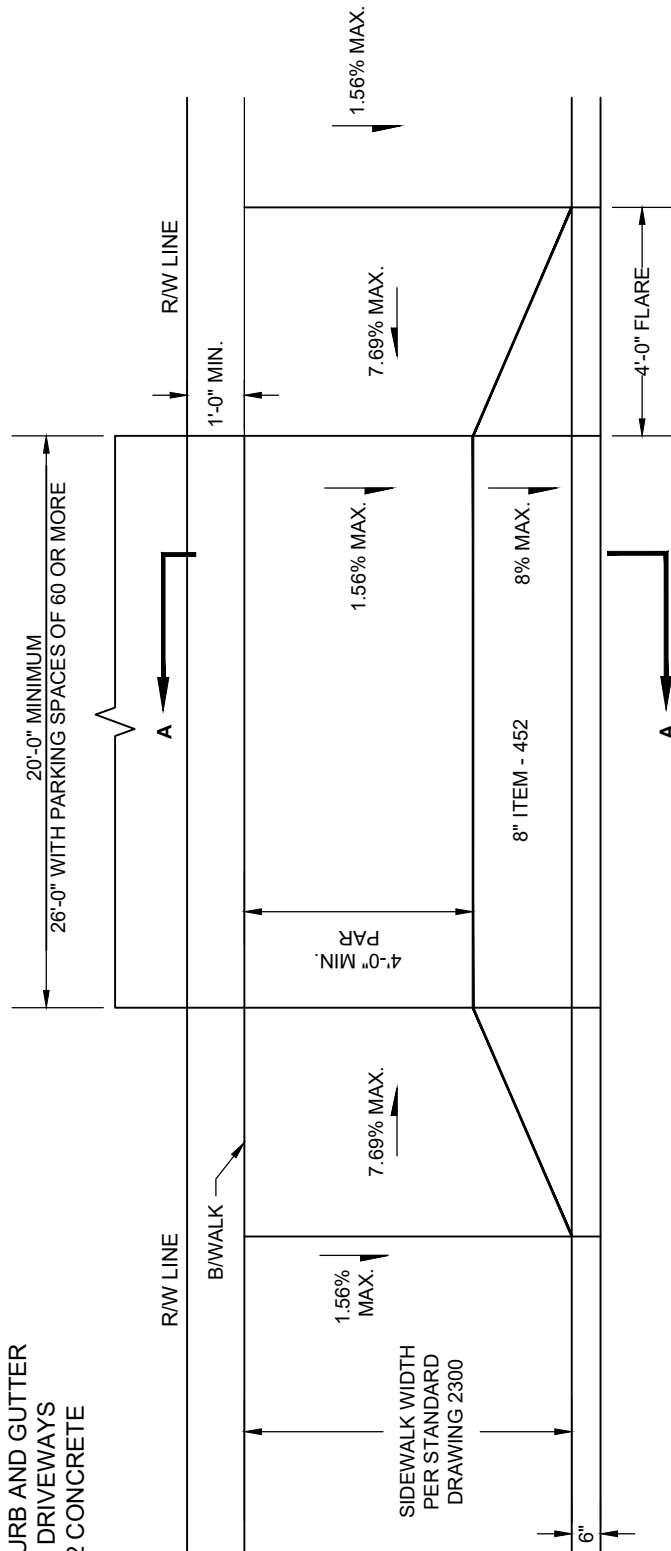 URB AND GUTTER
DRIVEWAYS
CONCRETE
20'-0" MINIMUM
26'-0" WITH PARKING SPACES OF 60 OR MORE
A
R/W LINE
R/W LINE
1'-0" MIN.
B/WALK
1.56%
MAX.
7.69% MAX.
4'-0" MIN.
PAR
1.56% MAX.
7.69% MAX.
1.56% MAX.
SIDEWALK WIDTH
PER STANDARD
DRAWING 2300
8" ITEM - 452
8% MAX.
6"
4'-0" FLARE
A